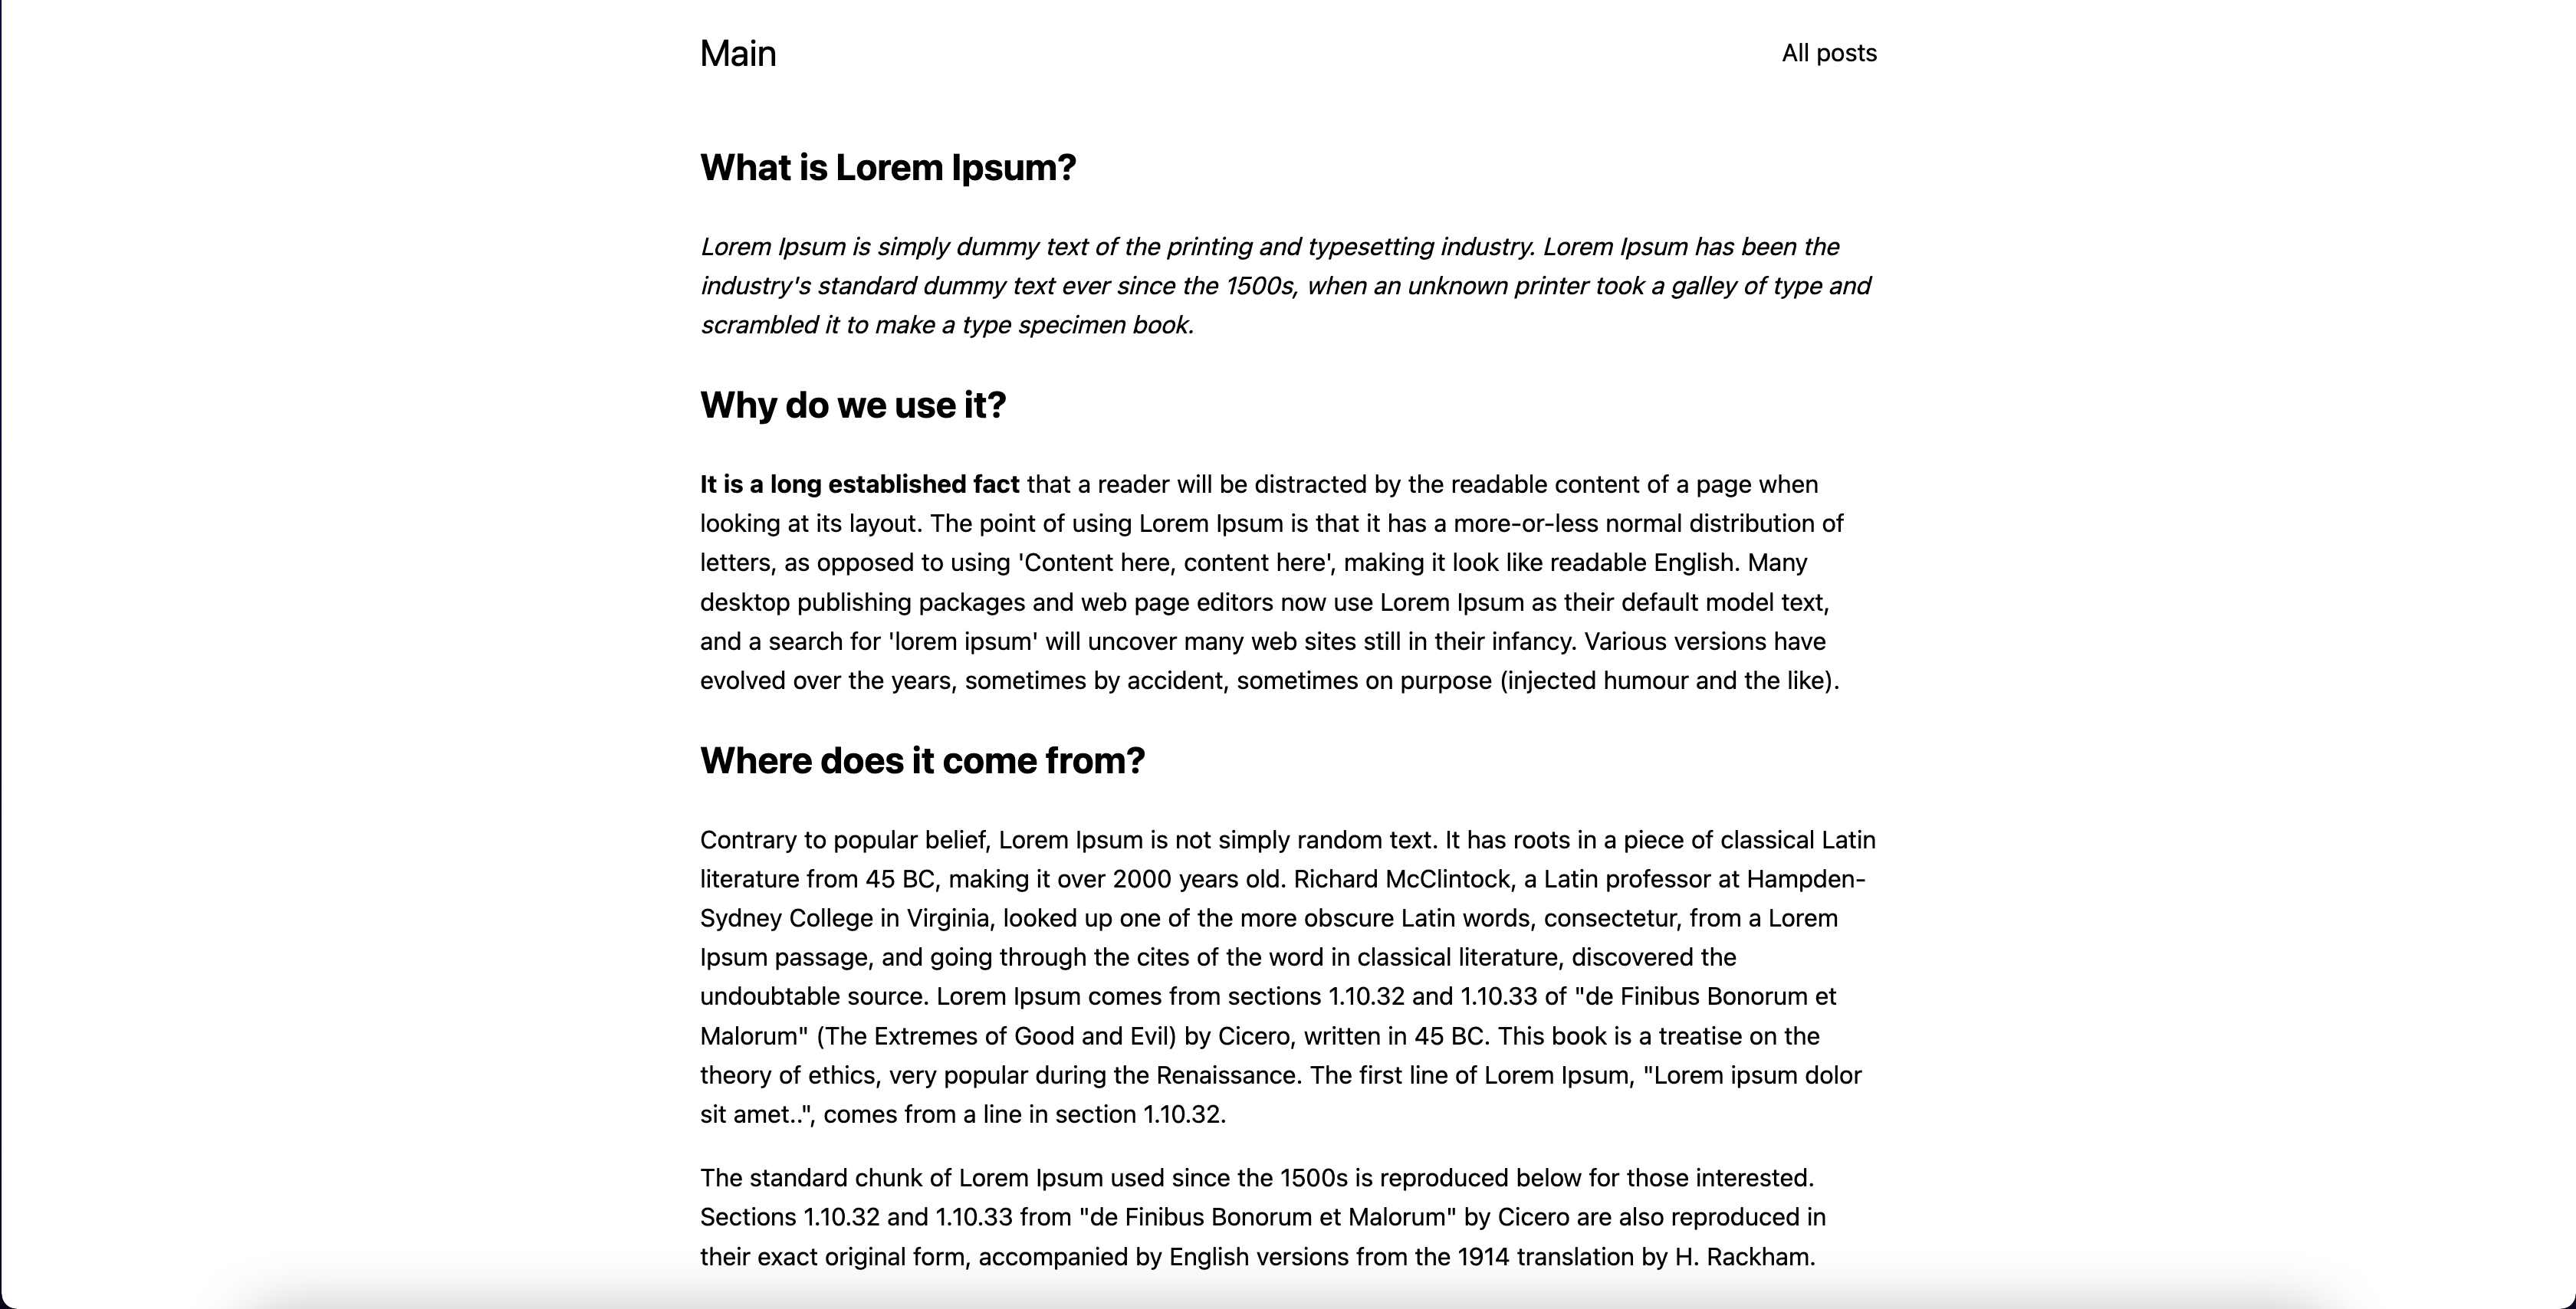 Main
All posts
What is Lorem Ipsum?
Lorem Ipsum is simply dummy text of the printing and typesetting industry. Lorem Ipsum has been the
industry's standard dummy text ever since the 1500s, when an unknown printer took a galley of type and
scrambled it to make a type specimen book.
Why do we use it?
It is a long established fact that a reader will be distracted by the readable content of a page when
looking at its layout. The point of using Lorem Ipsum is that it has a more-or-less normal distribution of
letters, as opposed to using 'Content here, content here', making it look like readable English. Many
desktop publishing packages and web page editors now use Lorem Ipsum as their default model text,
and a search for 'lorem ipsum' will uncover many web sites still in their infancy. Various versions have
evolved over the years, sometimes by accident, sometimes on purpose (injected humour and the like).
Where does it come from?
Contrary to popular belief, Lorem Ipsum is not simply random text. It has roots in a piece of classical Latin
literature from 45 BC, making it over 2000 years old. Richard McClintock, a Latin professor at Hampden-
Sydney College in Virginia, looked up one of the more obscure Latin words, consectetur, from a Lorem
Ipsum passage, and going through the cites of the word in classical literature, discovered the
undoubtable source. Lorem Ipsum comes from sections 1.10.32 and 1.10.33 of "de Finibus Bonorum et
Malorum" (The Extremes of Good and Evil) by Cicero, written in 45 BC. This book is a treatise on the
theory of ethics, very popular during the Renaissance. The first line of Lorem Ipsum, "Lorem ipsum dolor
sit amet..", comes from a line in section 1.10.32.
The standard chunk of Lorem Ipsum used since the 1500s is reproduced below for those interested.
Sections 1.10.32 and 1.10.33 from "de Finibus Bonorum et Malorum" by Cicero are also reproduced in
their exact original form, accompanied by English versions from the 1914 translation by H. Rackham.